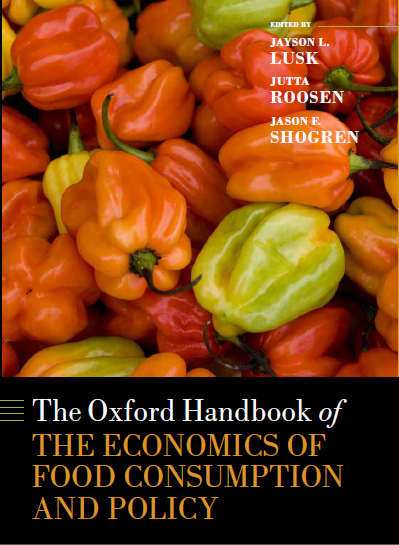 EDITED BY
JAYSON L.
LUSK
JUTTA
ROOSEN
JASON F.
SHOGREN
The Oxford Handbook of
THE ECONOMICS OF
FOOD CONSUMPTION
AND POLICY